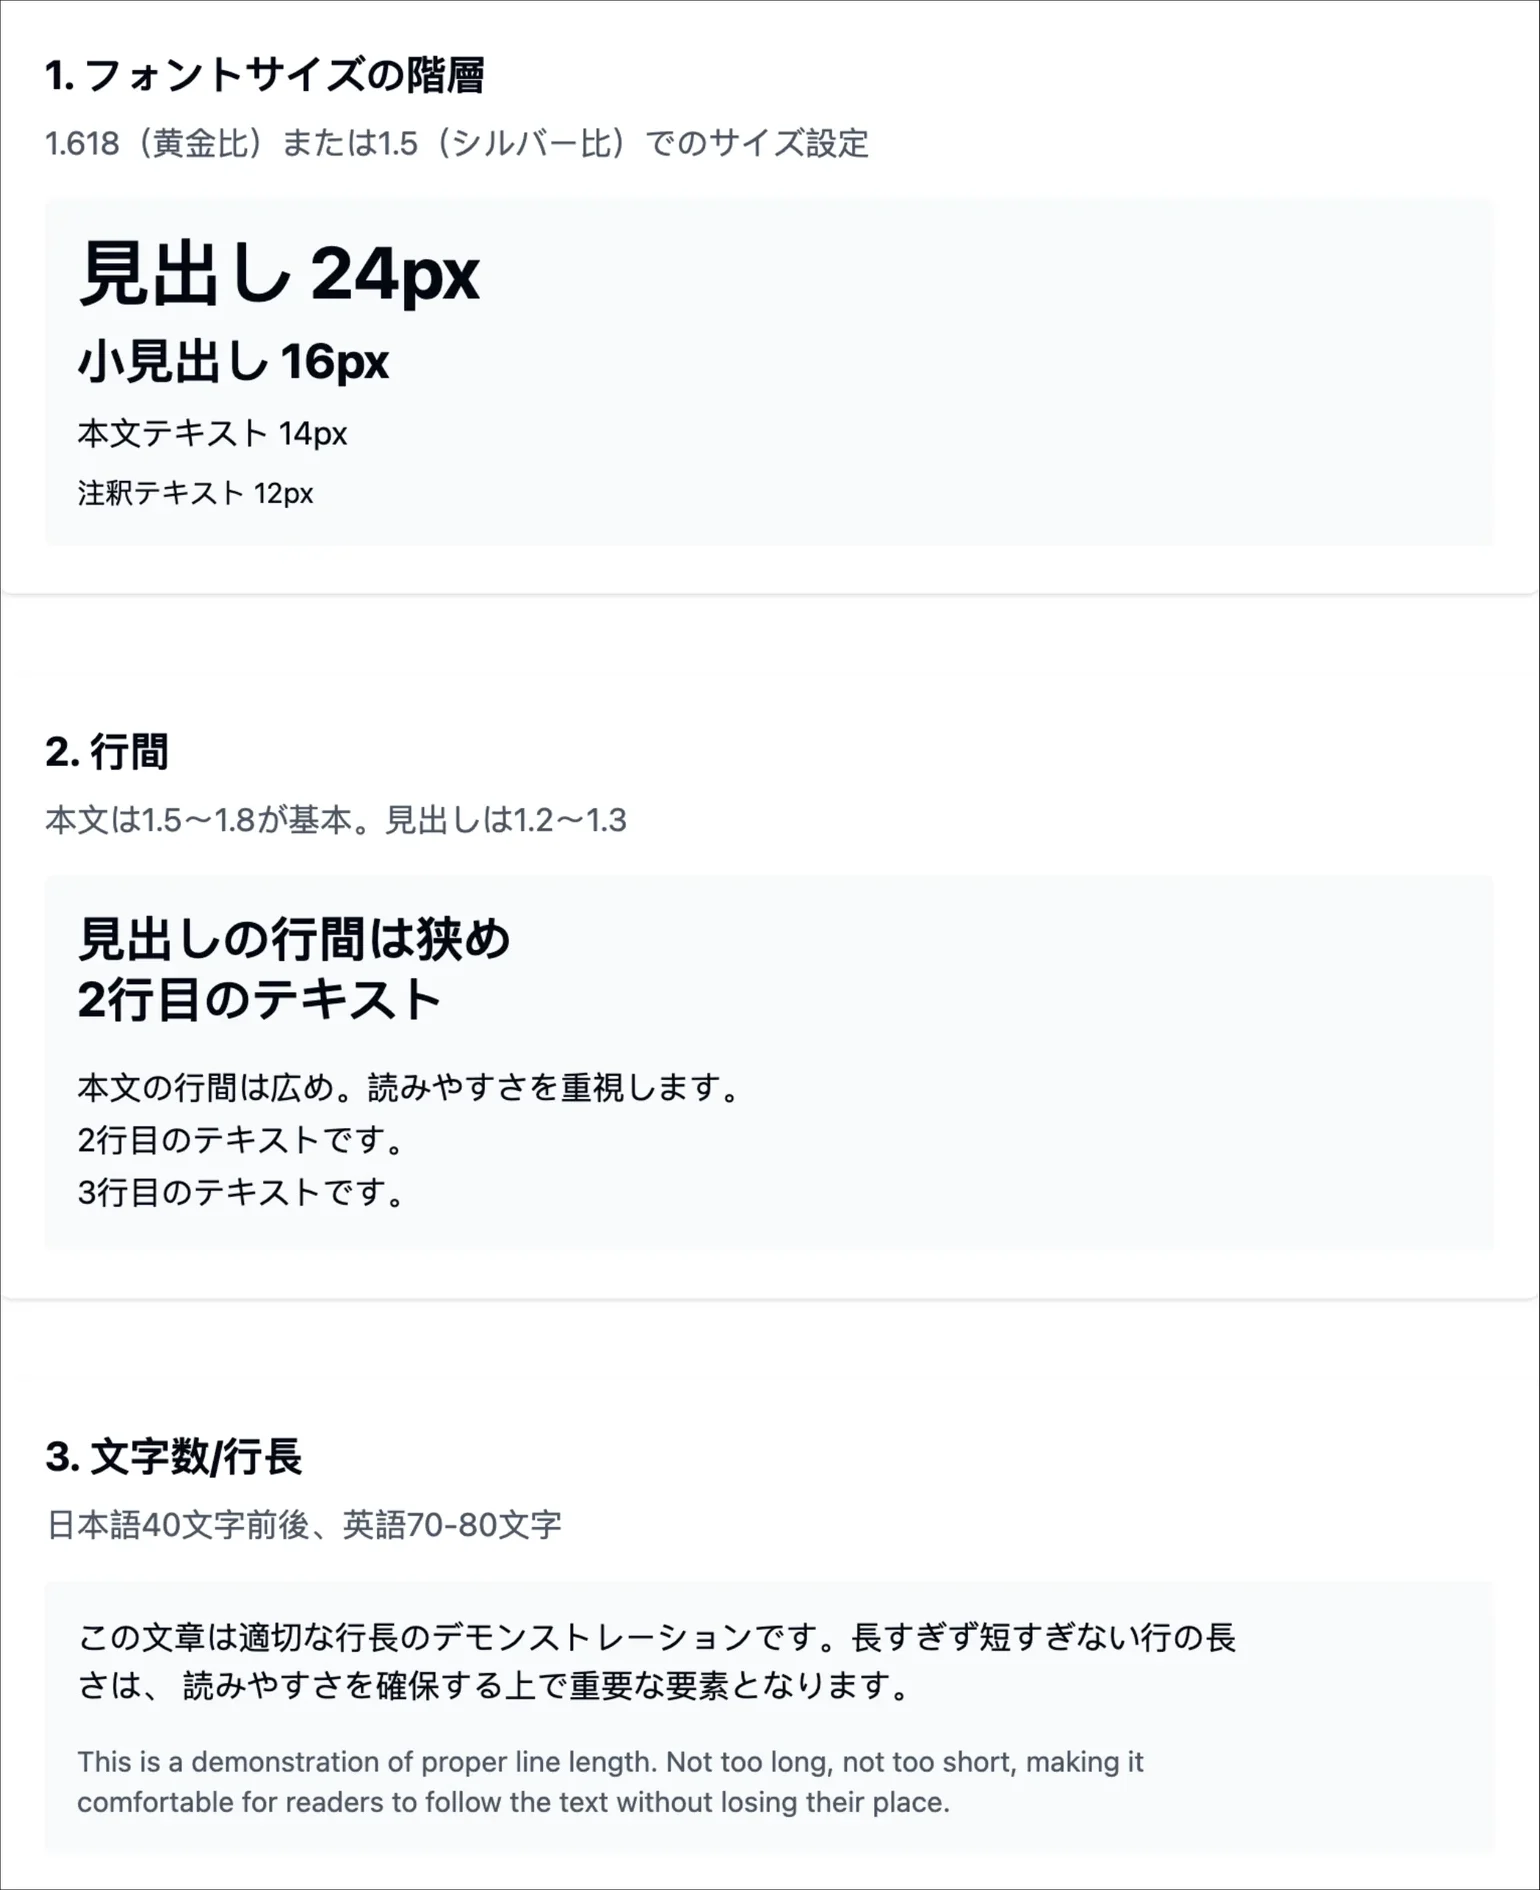 1. フォントサイズの階層
1.618（黄金比）または1.5（シルバー比）でのサイズ設定
見出し 24px
小見出し 16px
本文テキスト 14px
注釈テキスト 12px
2. 行間
本文は1.5〜1.8が基本。見出しは1.2〜1.3
見出しの行間は狭め
2行目のテキスト
本文の行間は広め。読みやすさを重視します。
2行目のテキストです。
3行目のテキストです。
3. 文字数/行長
日本語40文字前後、英語70-80文字
この文章は適切な行長のデモンストレーションです。長すぎず短すぎない行の長
さは、 読みやすさを確保する上で重要な要素となります。
This is a demonstration of proper line length. Not too long, not too short, making it
comfortable for readers to follow the text without losing their place.